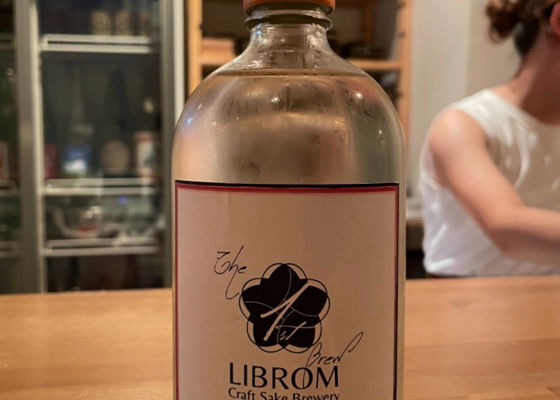 The
1st
Brew
LIBROM
Craft Sake Brewery